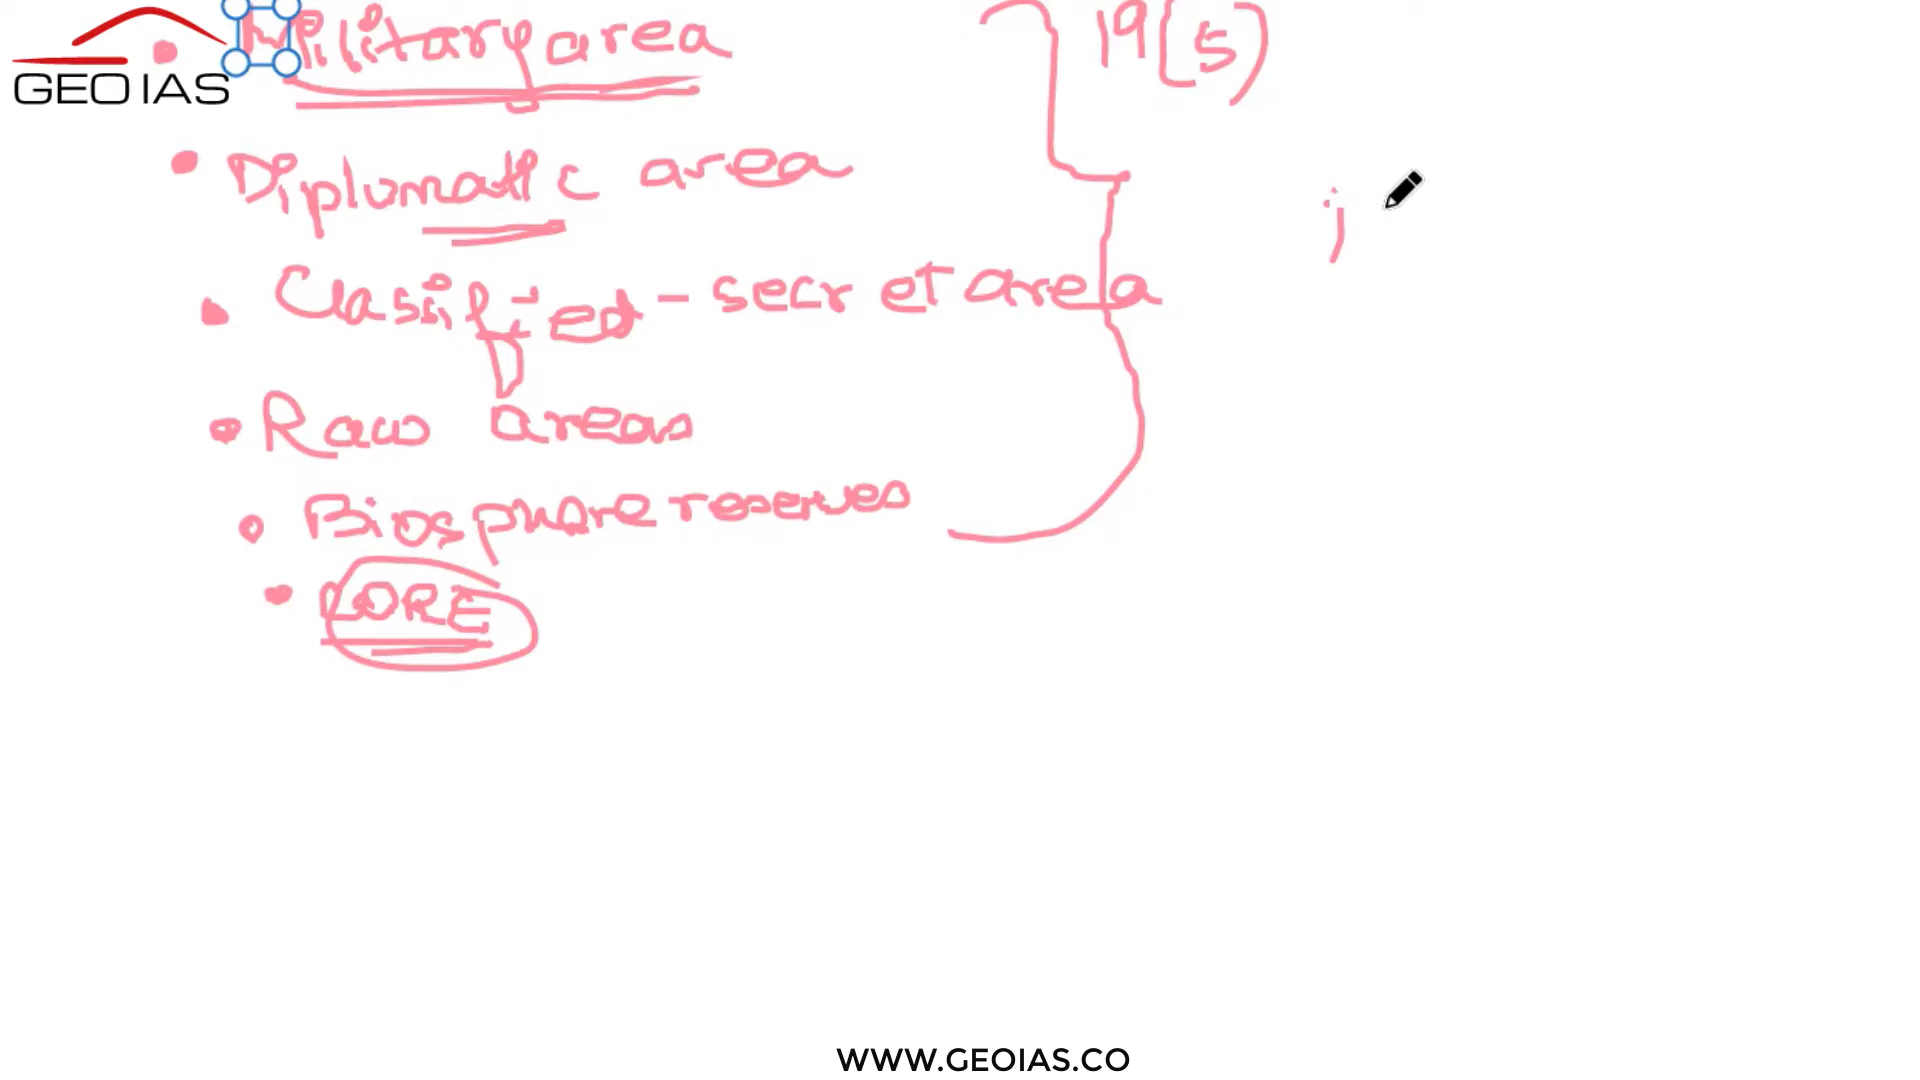 Military area
19(5)
GEO IAS
Diplomatic area
Classified - secret area
Raw areas
Biosphere reserves
CORE
WWW.GEOIAS.CO